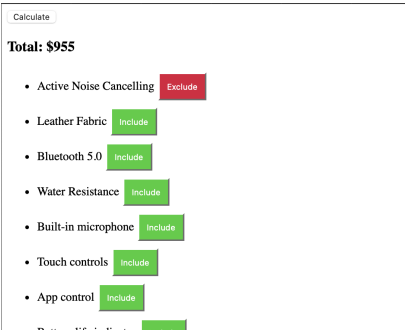 Calculate
Total: $955
Active Noise Cancelling Exclude
Leather Fabric Include
Bluetooth 5.0 Include
Water Resistance Include
Built-in microphone Include
Touch controls Include
App control Include